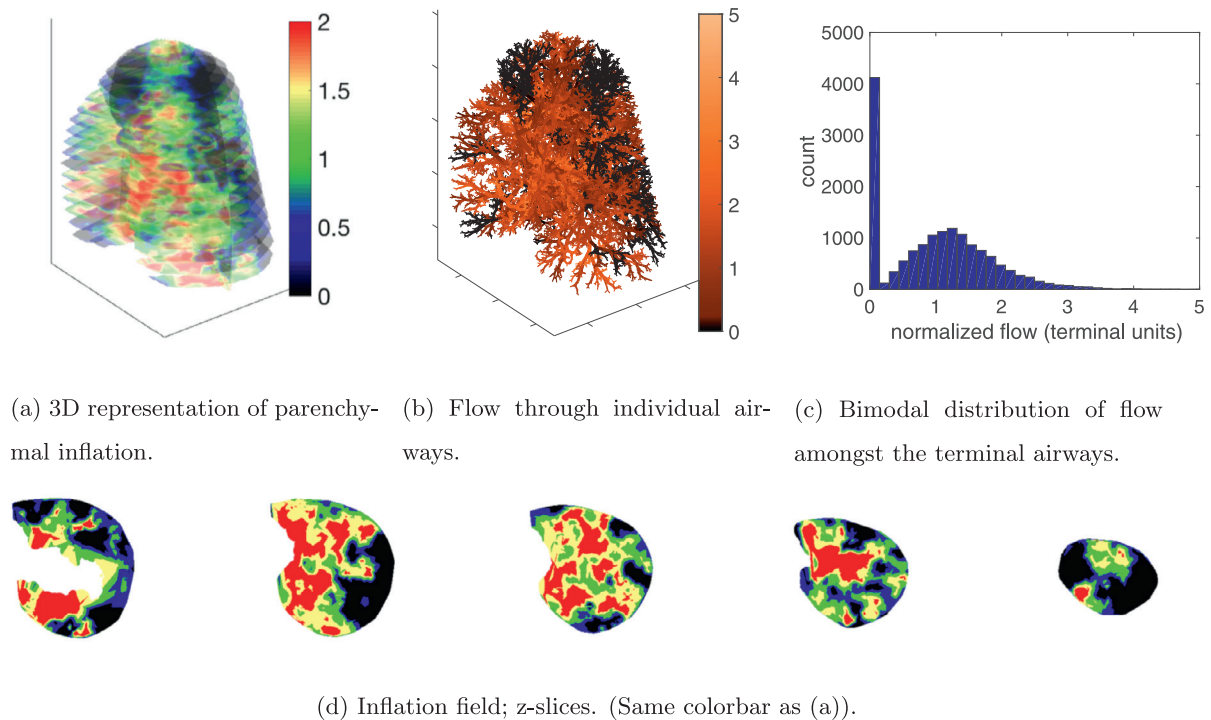 2
1.5
1
0.5
0
5
4
3
2
1
0
5000
4000
3000
2000
1000
0
count
0 1 2 3 4 5
normalized flow (terminal units)
(a) 3D representation of parenchy-
mal inflation.
(b) Flow through individual air-
ways.
(c) Bimodal distribution of flow
amongst the terminal airways.
(d) Inflation field; z-slices. (Same colorbar as (a)).